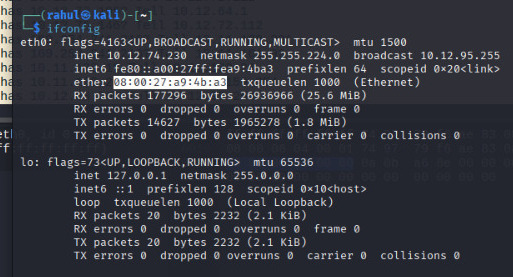 ┌──(rahul㉿kali)-[~]
└─$ ifconfig
eth0: flags=4163<UP,BROADCAST,RUNNING,MULTICAST>  mtu 1500
        inet 10.12.74.230  netmask 255.255.224.0  broadcast 10.12.95.255
        inet6 fe80::a00:27ff:fea9:4ba3  prefixlen 64  scopeid 0×20<link>
        ether 08:00:27:a9:4b:a3  txqueuelen 1000  (Ethernet)
        RX packets 177296  bytes 26936966 (25.6 MiB)
        RX errors 0  dropped 0  overruns 0  frame 0
        TX packets 14627  bytes 1965278 (1.8 MiB)
        TX errors 0  dropped 0 overruns 0  carrier 0  collisions 0
lo: flags=73<UP,LOOPBACK,RUNNING>  mtu 65536
        inet 127.0.0.1  netmask 255.0.0.0
        inet6 ::1  prefixlen 128  scopeid 0×10<host>
        loop  txqueuelen 1000  (Local Loopback)
        RX packets 20  bytes 2232 (2.1 KiB)
        RX errors 0  dropped 0  overruns 0  frame 0
        TX packets 20  bytes 2232 (2.1 KiB)
        TX errors 0  dropped 0 overruns 0  carrier 0  collisions 0